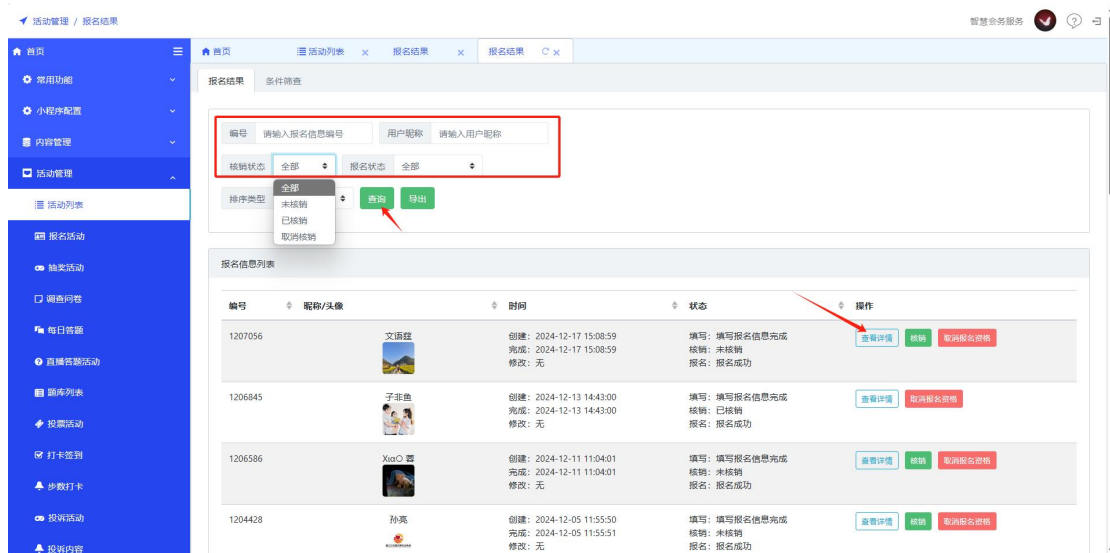 活动管理 / 报名结果
智慧会务服务
首页
常用功能
小程序配置
内容管理
活动管理
活动列表
报名活动
抽奖活动
调查问卷
每日答题
直播答题活动
题库列表
投票活动
打卡签到
步数打卡
投诉活动
投诉内容
首页 活动列表 报名结果 报名结果
报名结果 条件筛查
编号 请输入报名信息编号 用户昵称 请输入用户昵称
核销状态 全部 报名状态 全部
全部
未核销
已核销
取消核销
排序类型 查询 导出
报名信息列表
编号 昵称/头像 时间 状态 操作
1207056 文语荭 创建：2024-12-17 15:08:59 填写：填写报名信息完成 查看详情 核销 取消报名资格
完成：2024-12-17 15:08:59 核销：未核销
修改：无 报名：报名成功
1206845 子非鱼 创建：2024-12-13 14:43:00 填写：填写报名信息完成 查看详情 取消报名资格
完成：2024-12-13 14:43:00 核销：已核销
修改：无 报名：报名成功
1206586 XiaO 蓉 创建：2024-12-11 11:04:01 填写：填写报名信息完成 查看详情 核销 取消报名资格
完成：2024-12-11 11:04:01 核销：未核销
修改：无 报名：报名成功
1204428 孙亮 创建：2024-12-05 11:55:50 填写：填写报名信息完成 查看详情 核销 取消报名资格
完成：2024-12-05 11:55:51 核销：未核销
修改：无 报名：报名成功